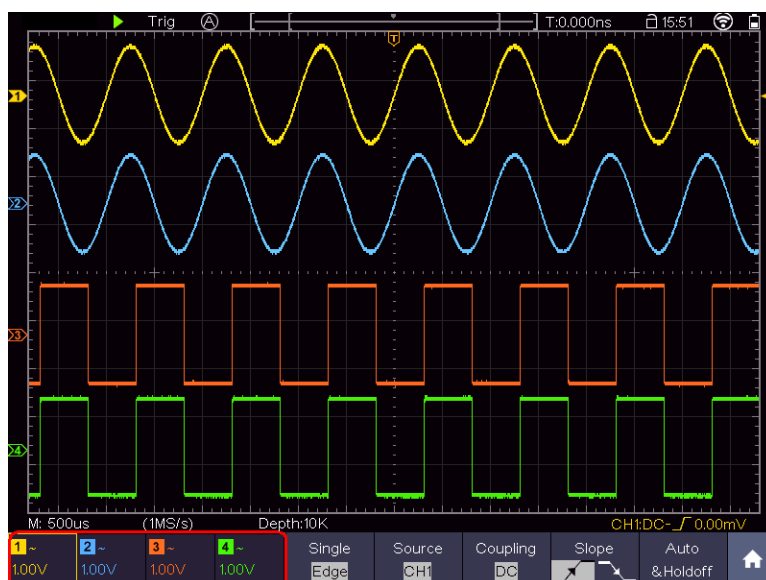 Trig A T T:0.000ns 15:51
T
1
2
3
4
M: 500us (1MS/s) Depth:10K CH1:DC- 0.00mV
1 ~ 2 ~ 3 ~ 4 ~ Single Source Coupling Slope Auto
1.00V 1.00V 1.00V 1.00V Edge CH1 DC &Holdoff